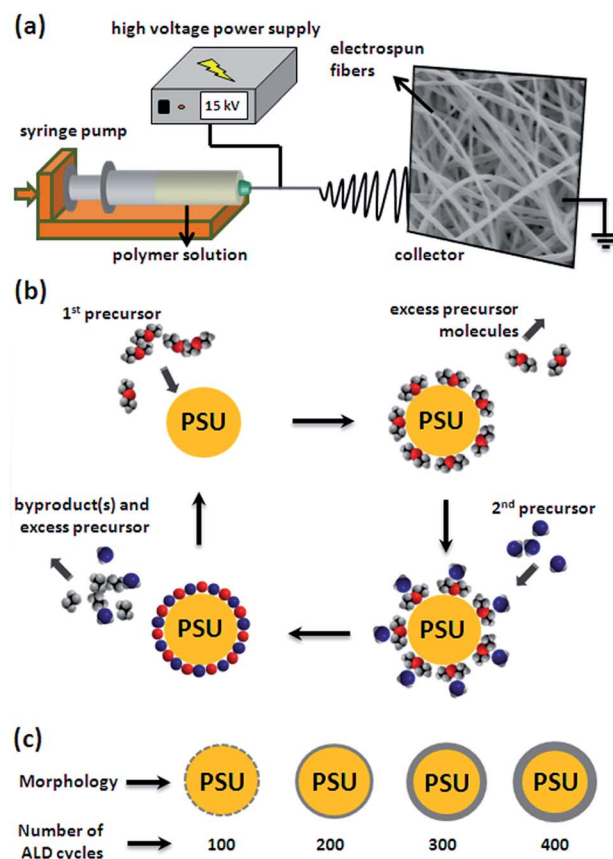 (a)
high voltage power supply
15 kV
electrospun
fibers
syringe pump
polymer solution
collector
(b)
1st precursor
excess precursor
molecules
PSU
PSU
byproduct(s) and
excess precursor
2nd precursor
PSU
PSU
(c)
Morphology
PSU
PSU
PSU
PSU
Number of
ALD cycles
100
200
300
400